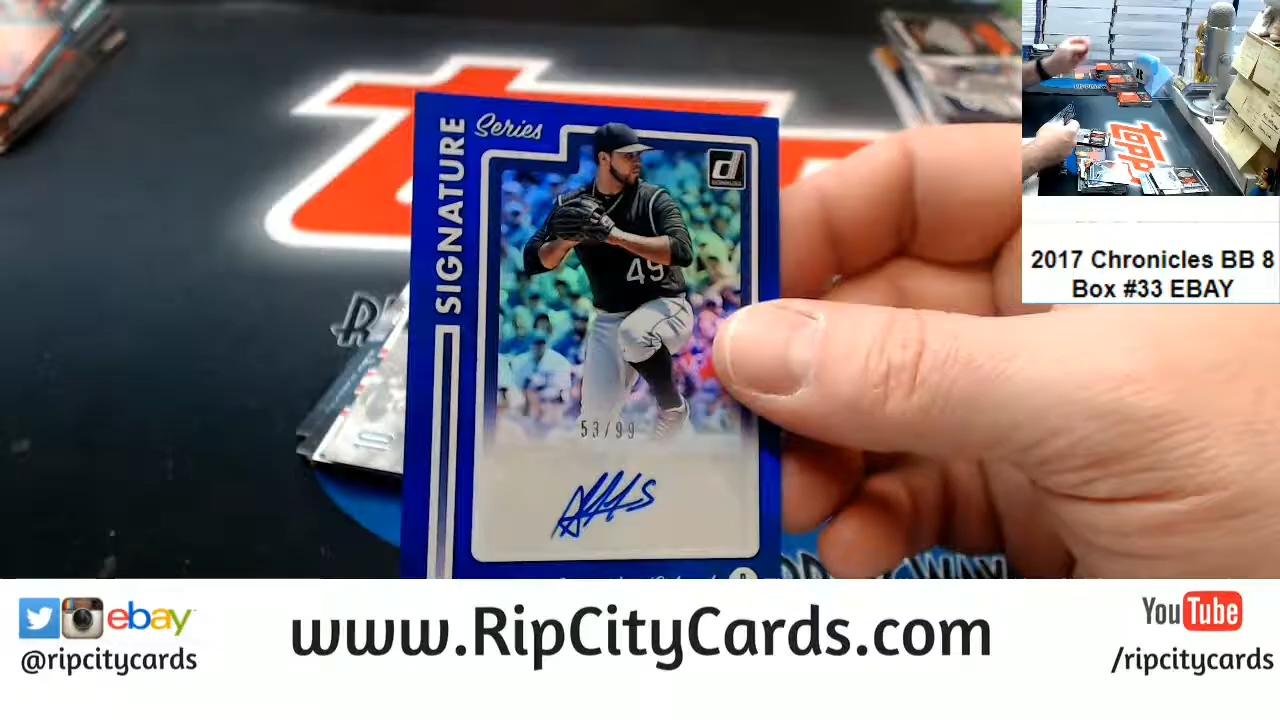 SIGNATURE
Series
d
DONRUSS
49
53/99
2017 Chronicles BB 8
Box #33 EBAY
ebay
@ripcitycards
www.RipCityCards.com
YouTube
/ripcitycards